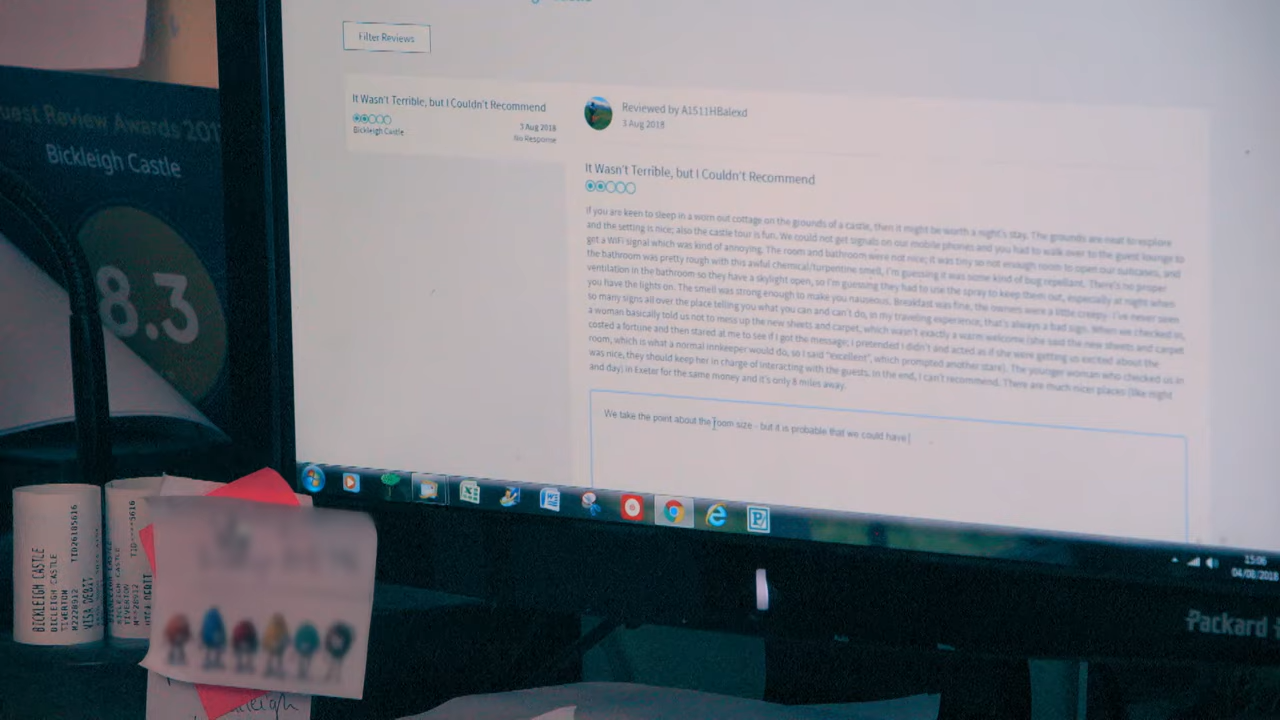 Filter Reviews
uest Review Awards 201
Bickleigh Castle
8.3
It Wasn't Terrible, but I Couldn't Recommend
3 Aug 2018
Bickleigh Castle
No Response
Reviewed by A1511HBalexd
3 Aug 2018
It Wasn't Terrible, but I Couldn't Recommend
If you are keen to sleep in a worn out cottage on the grounds of a castle, then it might be worth a night's stay. The grounds are neat to explore
and the setting is nice; also the castle tour is fun. We could not get signals on our mobile phones and you had to walk over to the guest lounge to
get a WiFi signal which was kind of annoying. The room and bathroom were not nice; it was tiny so not enough room to open our suitcases, and
the bathroom was pretty rough with this awful chemical/turpentine smell, I'm guessing it was some kind of bug repellant. There's no proper
ventilation in the bathroom so they have a skylight open, so I'm guessing they had to use the spray to keep them out, especially at night when
you have the lights on. The smell was strong enough to make you nauseous. Breakfast was fine, the owners were a little creepy. I've never seen
so many signs all over the place telling you what you can and can't do, in my traveling experience, that's always a bad sign. When we checked in,
a woman basically told us not to mess up the new sheets and carpet, which wasn't exactly a warm welcome (she said the new sheets and carpet
costed a fortune and then stared at me to see if I got the message; I pretended I didn't and acted as if she were getting us excited about the
room, which is what a normal innkeeper would do, so I said "excellent", which prompted another stare). The younger woman who checked us in
was nice, they should keep her in charge of interacting with the guests. In the end, I can't recommend. There are much nicer places (like night
and day) in Exeter for the same money and it's only 8 miles away.
We take the point about the room size - but it is probable that we could have
15:06
04/08/2018
Packard
BICKLEIGH CASTLE
BICLEIGH CASTLE
TIVERTON
M2228912 TID26105616
VISA DEBIT
TIVERTON